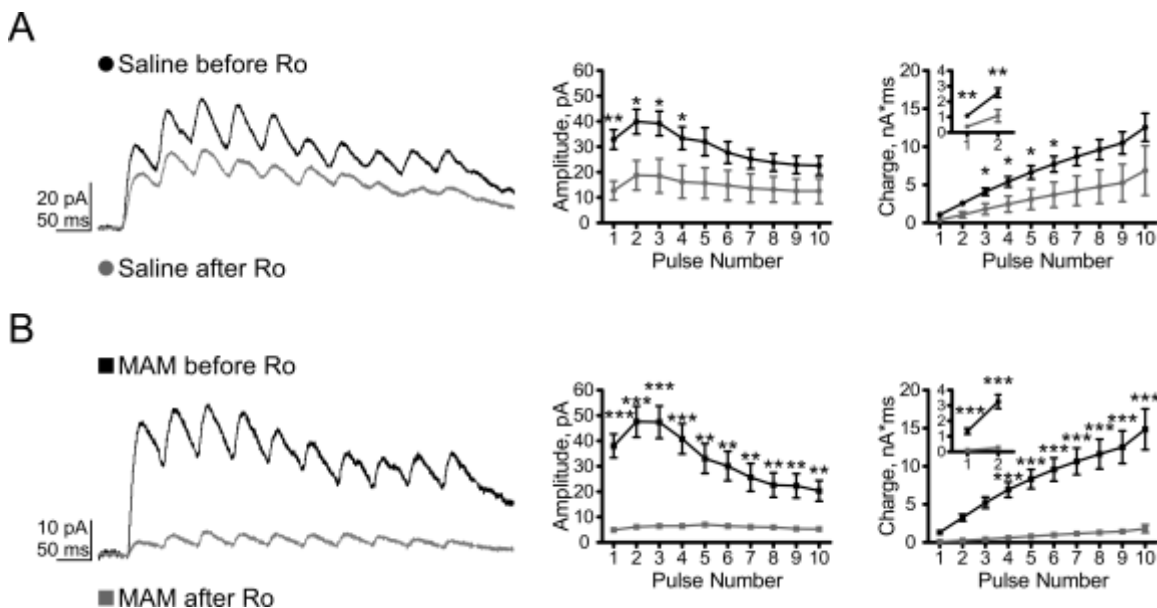 A
Saline before Ro
20 pA
50 ms
Saline after Ro
Amplitude, pA
60
50
40
30
20
10
0
** * * *
1 2 3 4 5 6 7 8 9 10
Pulse Number
Charge, nA*ms
20
15
10
5
0
4
3
2
1
0
** **
1 2
* * * *
1 2 3 4 5 6 7 8 9 10
Pulse Number
B
MAM before Ro
10 pA
50 ms
MAM after Ro
Amplitude, pA
60
50
40
30
20
10
0
*** *** *** *** ** ** ** ** ** **
1 2 3 4 5 6 7 8 9 10
Pulse Number
Charge, nA*ms
20
15
10
5
0
4
3
2
1
0
*** ***
1 2
*** *** *** *** *** *** ***
1 2 3 4 5 6 7 8 9 10
Pulse Number